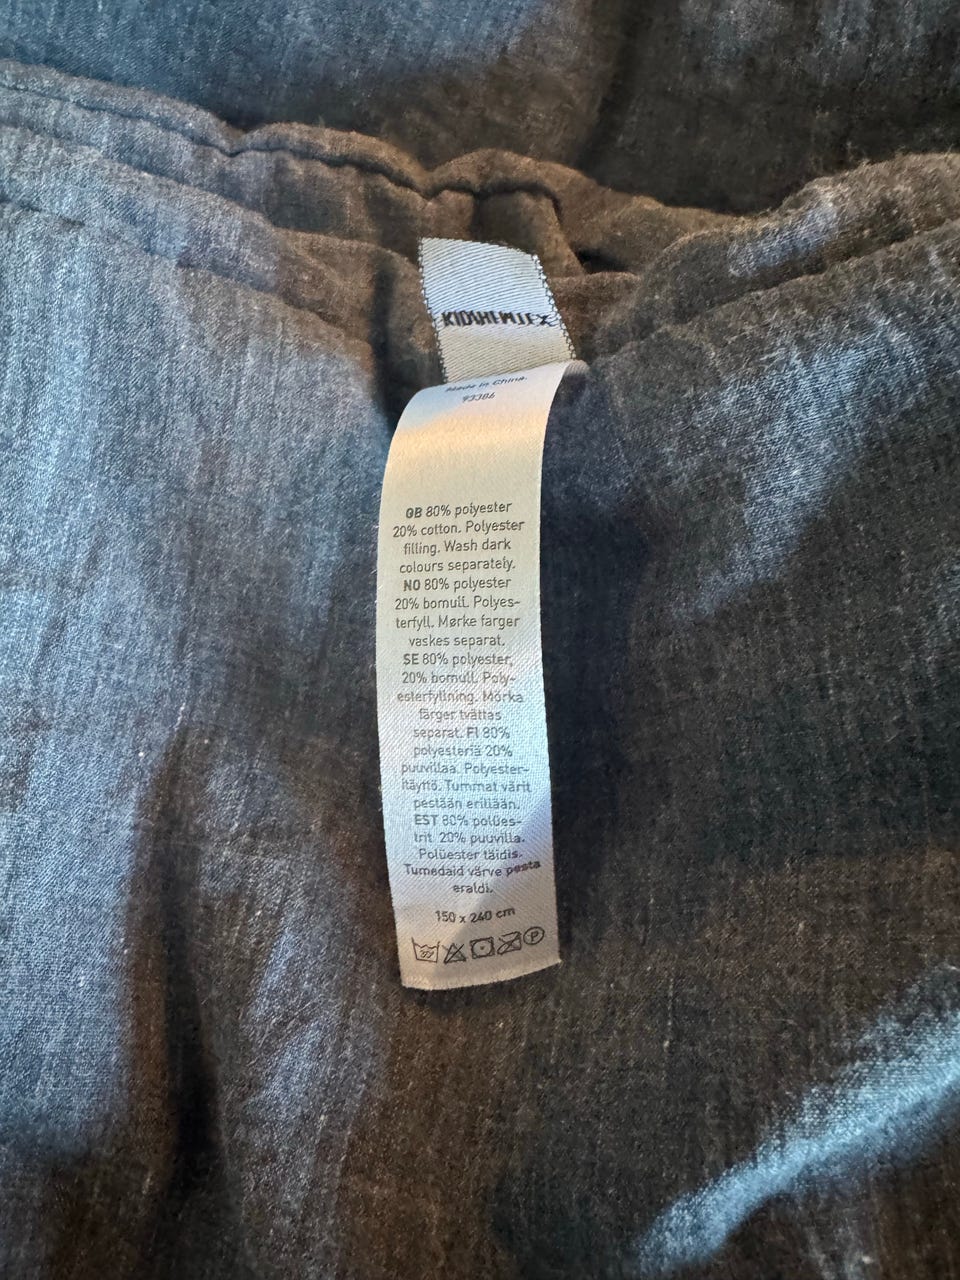 Made in China.
93386
GB 80% polyester
20% cotton. Polyester
filling. Wash dark
colours separately.
NO 80% polyester
20% bomull. Polyes-
terfyll. Mørke farger
vaskes separat.
SE 80% polyester,
20% bomull. Poly-
esterfyllning. Mörka
färger tvättas
separat. FI 80%
polyesteriä 20%
puuvillaa. Polyester-
täyttö. Tummat värit
pestään erillään.
EST 80% polües-
trit 20% puuvilla.
Polüester täidis.
Tumedaid värve pesta
eraldi.
150 x 240 cm
30
P